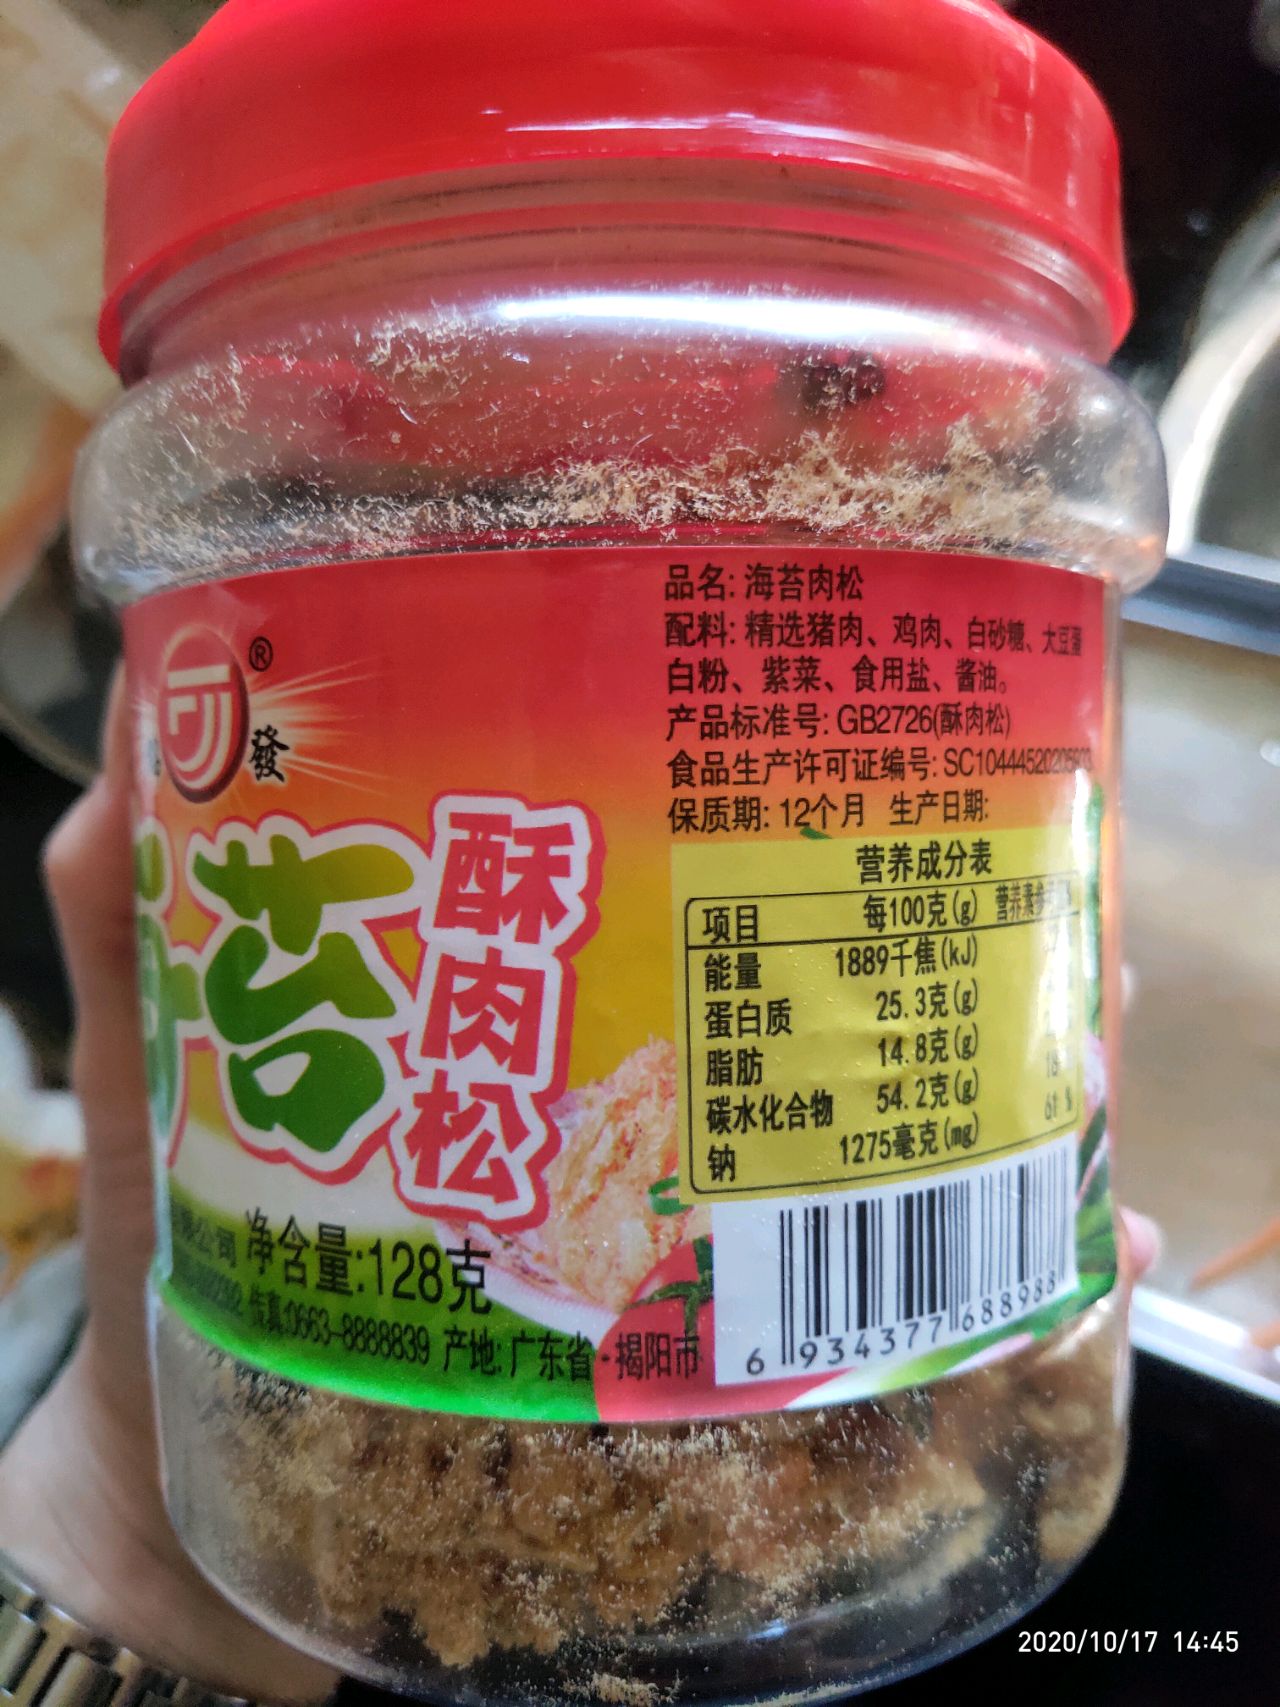 ®
發
苔
酥肉松
净含量:128克
传真:0663-8888839 产地:广东省-揭阳市
品名: 海苔肉松
配料: 精选猪肉、鸡肉、白砂糖、大豆蛋
白粉、紫菜、食用盐、酱油。
产品标准号: GB2726(酥肉松)
食品生产许可证编号:
保质期: 12个月 生产日期:
营养成分表
项目 每100克(g)
能量 1889千焦(kJ)
蛋白质 25.3克(g)
脂肪 14.8克(g)
碳水化合物 54.2克(g)
钠 1275毫克(mg)
6 934377 688988
2020/10/17 14:45